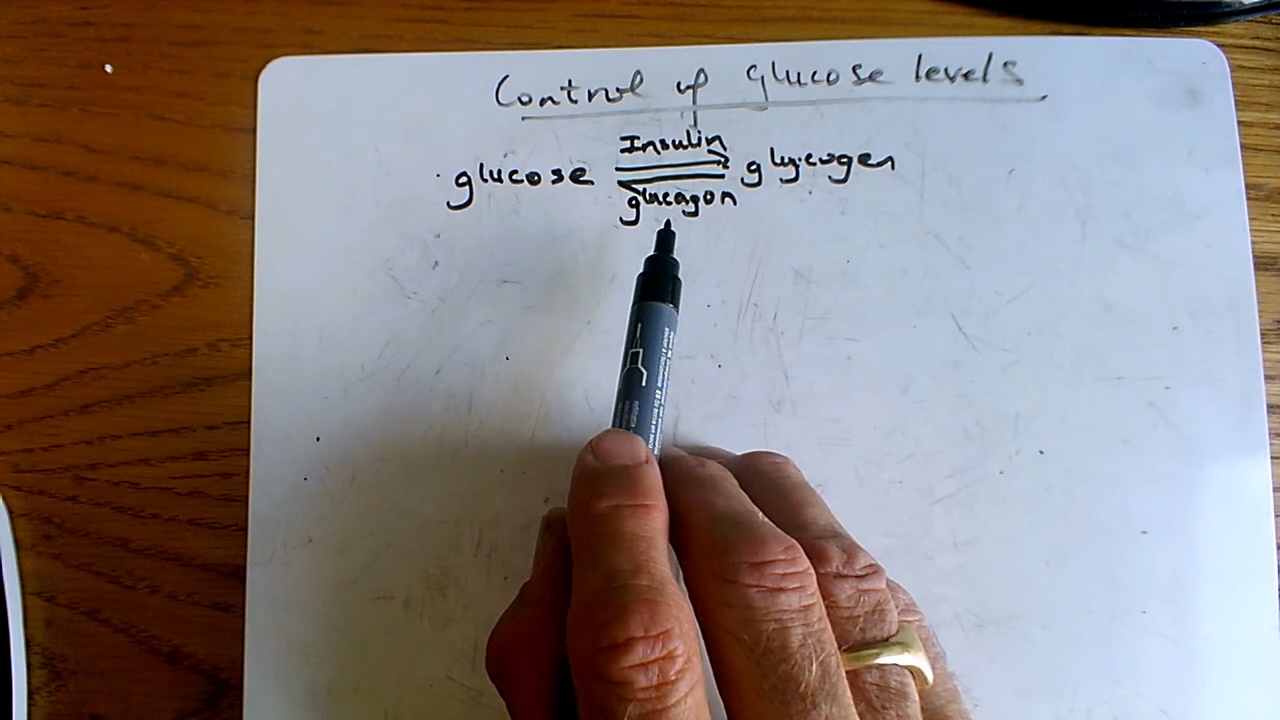 Control of glucose levels
Insulin
glucose glycogen
glucagon